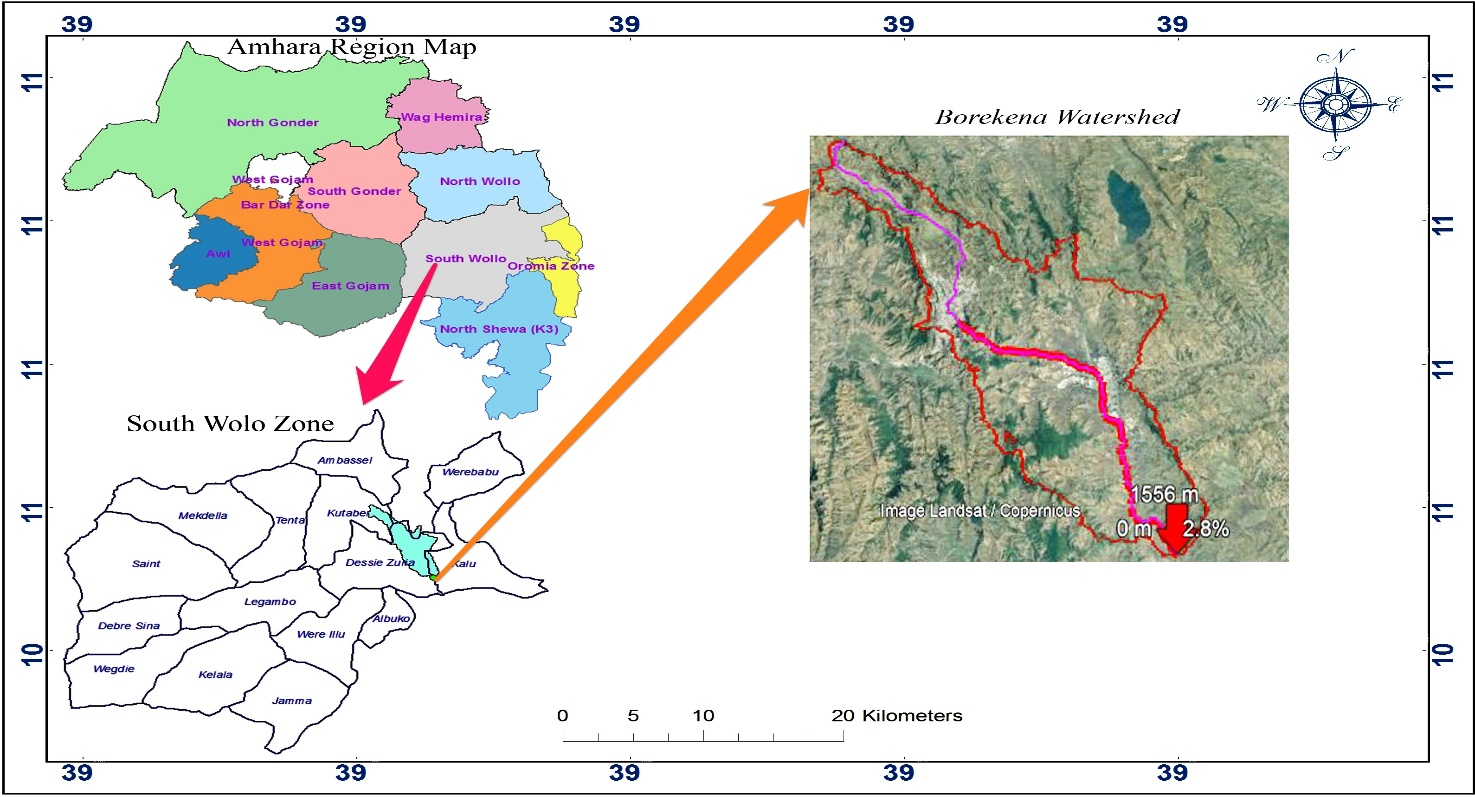 39 39 39 39 39
Amhara Region Map
N
11 11
North Gonder
Wag Hemira
W E
Borekena Watershed
S
West Gojam
South Gonder
North Wollo
Bar Dar Zone
11 11
West Gojam
Awi
South Wollo
Oromia Zone
East Gojam
North Shewa (K3)
11 11
South Wolo Zone
Ambassel
Werebabu
Mekdella
Tenta
Kutaber
11 11
1556 m
Image Landsat / Copernicus
0 m 2.8%
Saint
Dessie Zuria
Kalu
Legambo
Debre Sina
Albuko
Were Illu
10 10
Wegdie
Kelala
Jamma
0 5 10 20 Kilometers
39 39 39 39 39